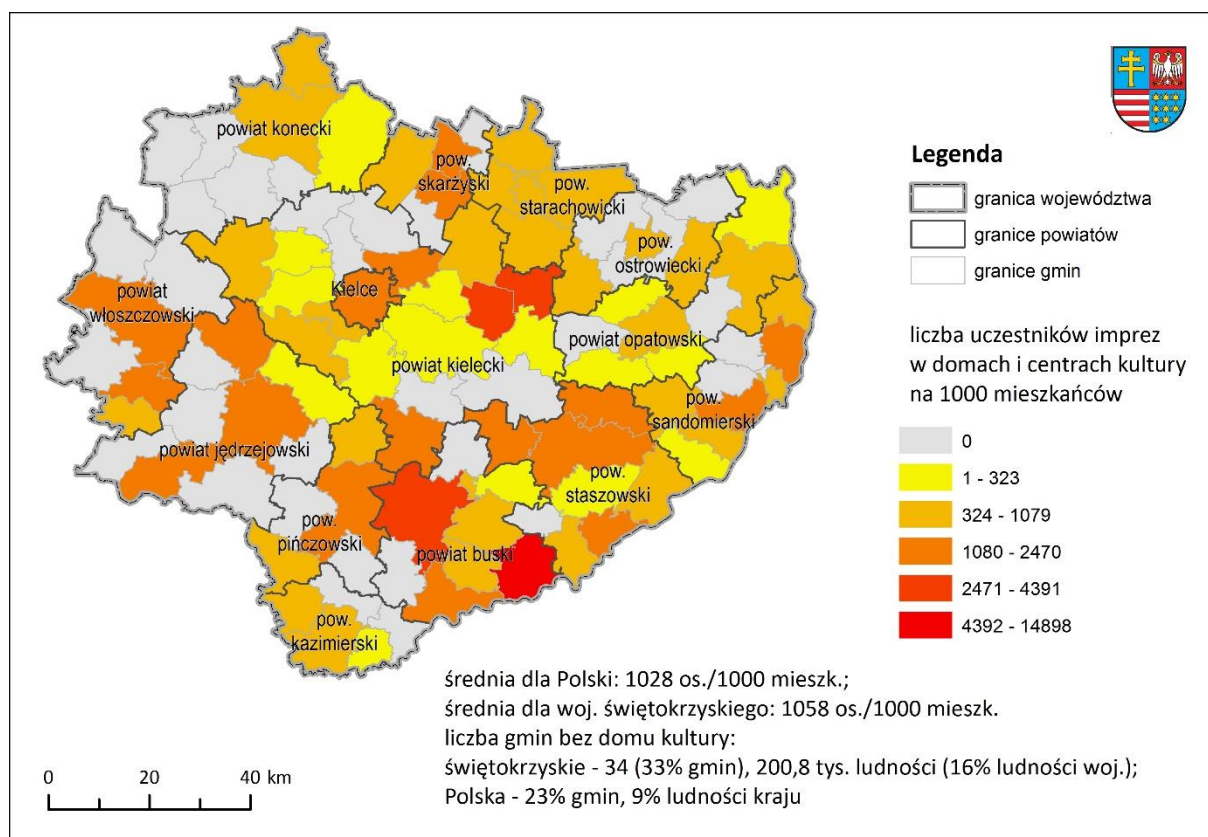 powiat konecki
pow.
skarżyski
pow.
starachowicki
pow.
ostrowiecki
Kielce
powiat
włoszczowski
powiat opatowski
powiat kielecki
pow.
sandomierski
powiat jędrzejowski
pow.
staszowski
pow.
pińczowski
powiat buski
pow.
kazimierski
Legenda
granica województwa
granice powiatów
granice gmin
liczba uczestników imprez
w domach i centrach kultury
na 1000 mieszkańców
0
1 - 323
324 - 1079
1080 - 2470
2471 - 4391
4392 - 14898
średnia dla Polski: 1028 os./1000 mieszk.;
średnia dla woj. świętokrzyskiego: 1058 os./1000 mieszk.
liczba gmin bez domu kultury:
świętokrzyskie - 34 (33% gmin), 200,8 tys. ludności (16% ludności woj.);
Polska - 23% gmin, 9% ludności kraju
0 20 40 km